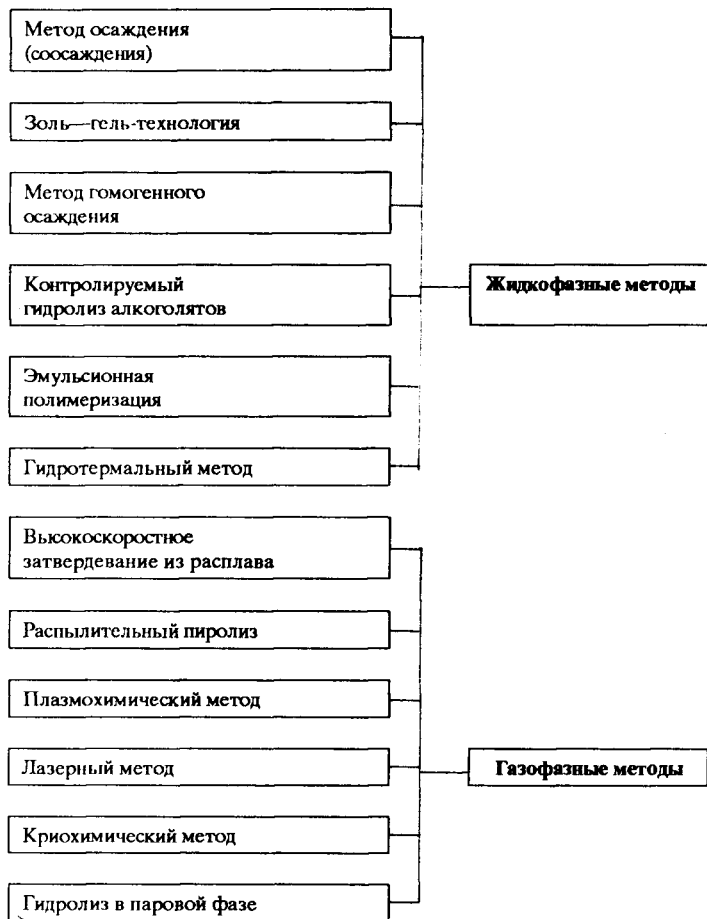 Метод осаждения
(соосаждения)
Золь—гель-технология
Метод гомогенного
осаждения
Контролируемый
гидролиз алкоголятов
Жидкофазные методы
Эмульсионная
полимеризация
Гидротермальный метод
Высокоскоростное
затвердевание из расплава
Распылительный пиролиз
Плазмохимический метод
Лазерный метод
Газофазные методы
Криохимический метод
Гидролиз в паровой фазе